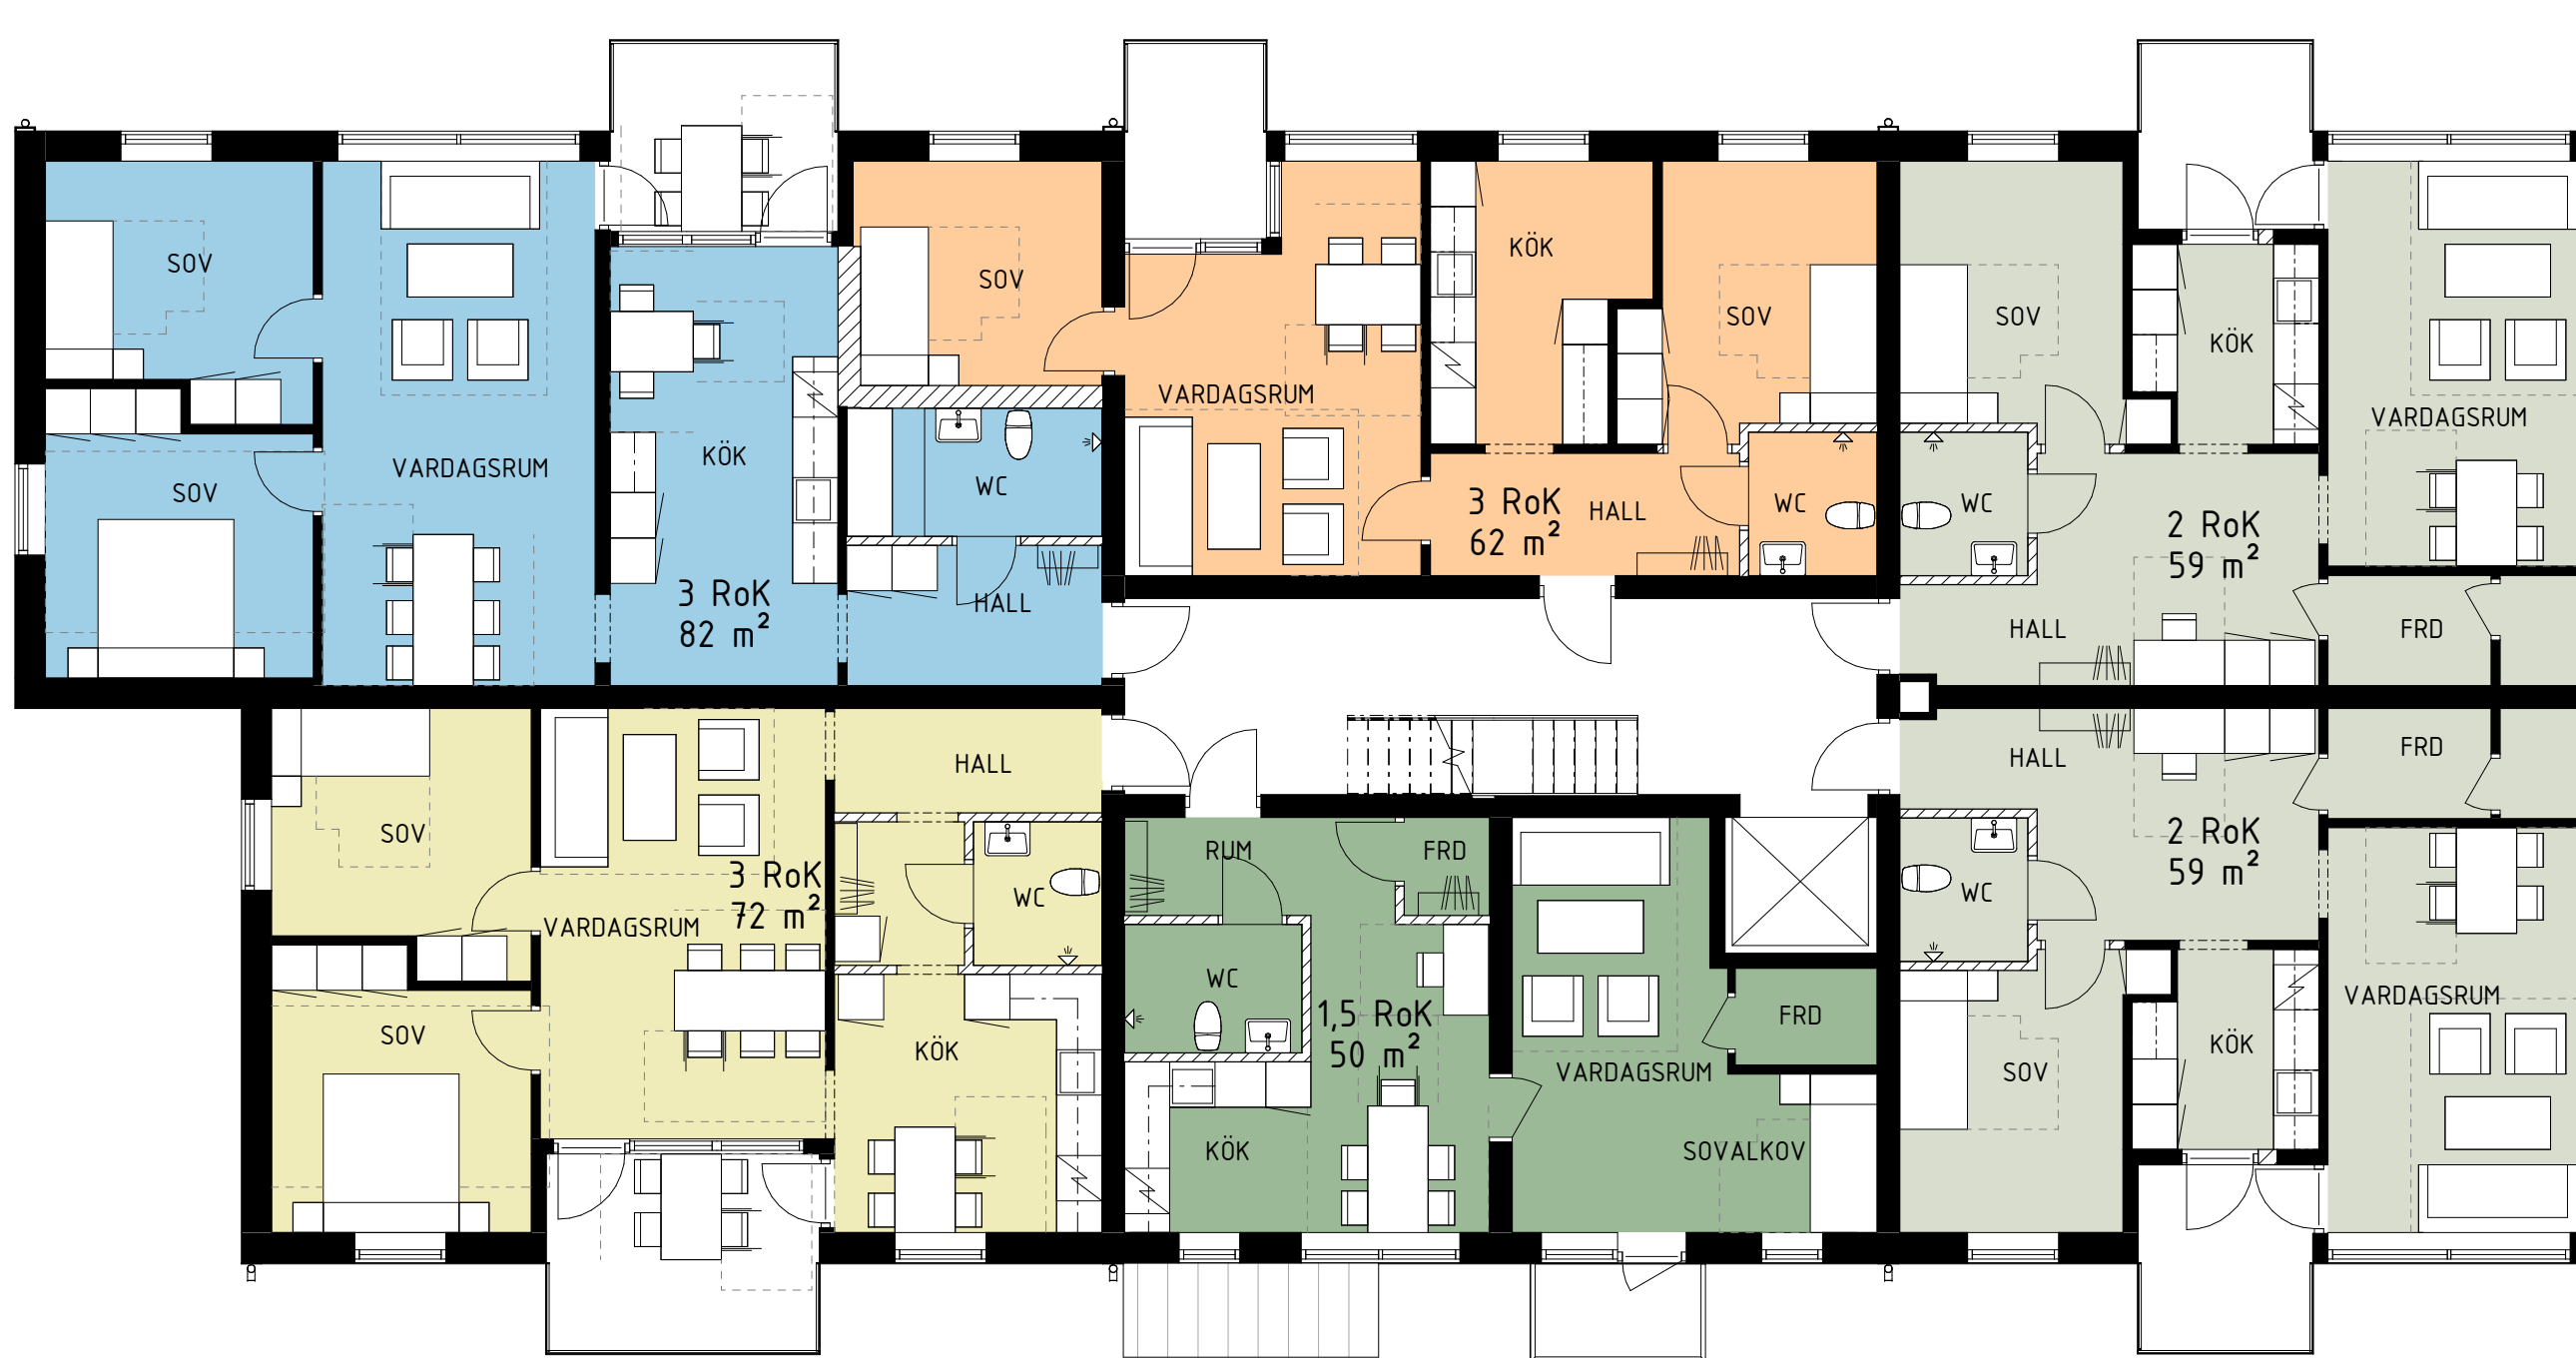 SOV
VARDAGSRUM
SOV
KÖK
WC
3 RoK
82 m²
HALL
SOV
VARDAGSRUM
KÖK
SOV
3 RoK
62 m²
HALL
WC
SOV
KÖK
VARDAGSRUM
WC
2 RoK
59 m²
HALL
FRD
SOV
VARDAGSRUM
3 RoK
72 m²
HALL
WC
SOV
KÖK
RUM
FRD
WC
1,5 RoK
50 m²
KÖK
VARDAGSRUM
FRD
SOVALKOV
HALL
FRD
2 RoK
59 m²
WC
VARDAGSRUM
KÖK
SOV